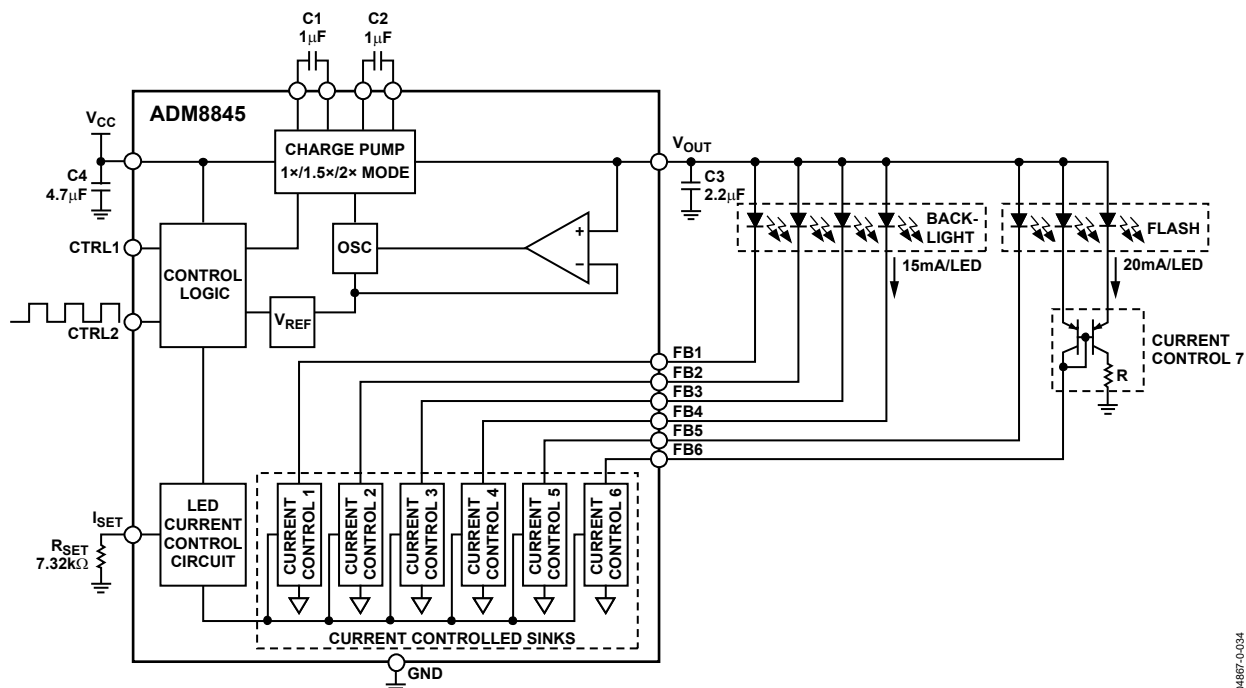 C1
1μF
C2
1μF
ADM8845
VCC
C4
4.7μF
CHARGE PUMP
1×/1.5×/2× MODE
VOUT
C3
2.2μF
CTRL1
CONTROL
LOGIC
OSC
+
−
VREF
CTRL2
BACK-
LIGHT
15mA/LED
FLASH
20mA/LED
CURRENT
CONTROL 7
R
FB1
FB2
FB3
FB4
FB5
FB6
ISET
RSET
7.32kΩ
LED
CURRENT
CONTROL
CIRCUIT
CURRENT
CONTROL 1
CURRENT
CONTROL 2
CURRENT
CONTROL 3
CURRENT
CONTROL 4
CURRENT
CONTROL 5
CURRENT
CONTROL 6
CURRENT CONTROLLED SINKS
GND
04867-0-034